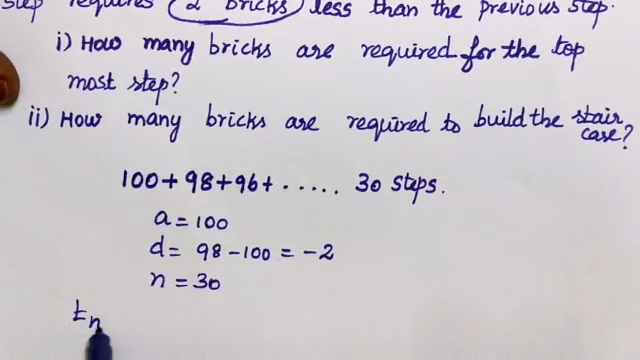 step requires 2 bricks less than the previous step.
i) How many bricks are required for the top
most step?
ii) How many bricks are required to build the stair
case?
100 + 98 + 96 + ..... 30 steps.
a = 100
d = 98 - 100 = -2
n = 30
tn